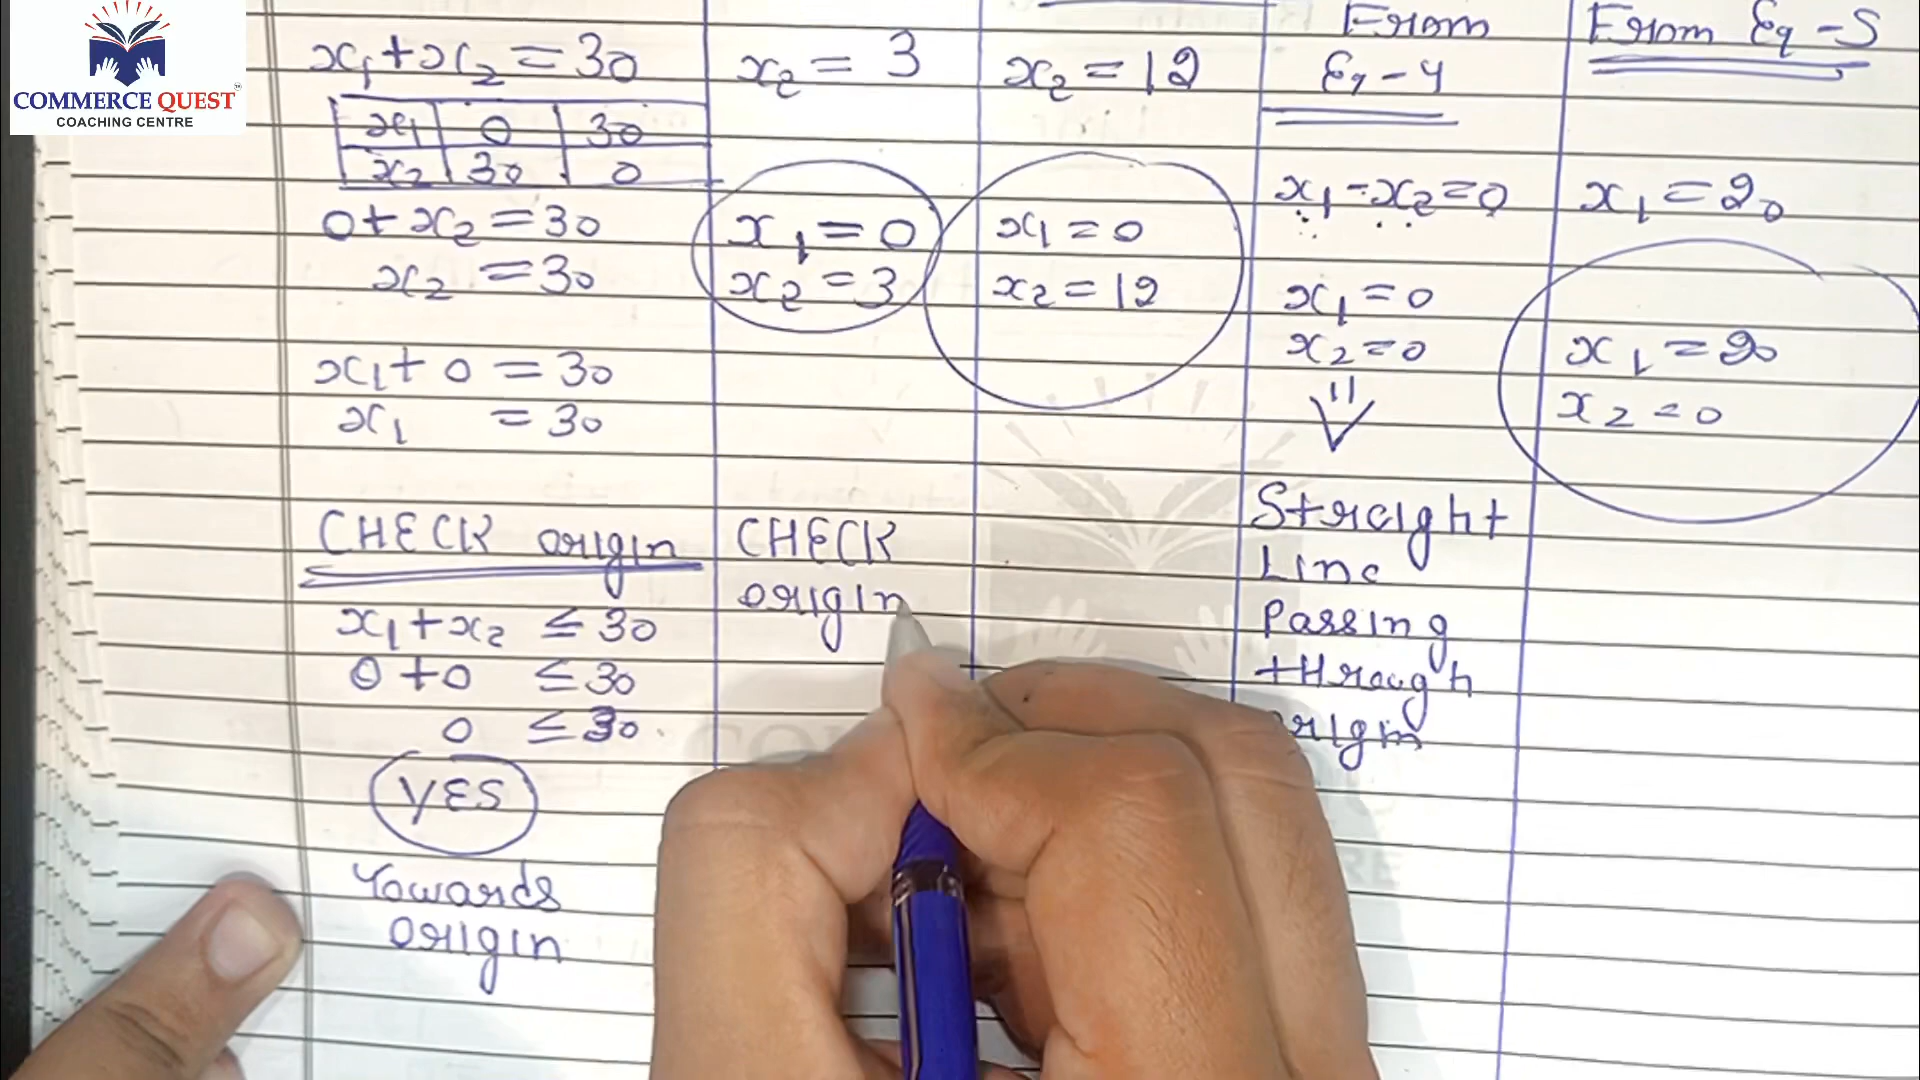 COMMERCE QUEST
COACHING CENTRE
x₁+x₂ = 30
x₁ 0 30
x₂ 30 0
0+x₂ = 30
x₂ = 30
x₁+0 = 30
x₁ = 30
CHECK origin
x₁+x₂ ≤ 30
0+0 ≤ 30
0 ≤ 30
YES
Towards
origin
x₂ = 3
x₁ = 0
x₂ = 3
CHECK
origin
x₂ = 12
x₁ = 0
x₂ = 12
From
Eq-4
x₁-x₂=0
x₁ = 0
x₂ = 0
Straight
Line
Passing
tHrough
origin
From Eq-5
x₁ = 20
x₁ = 20
x₂ = 0